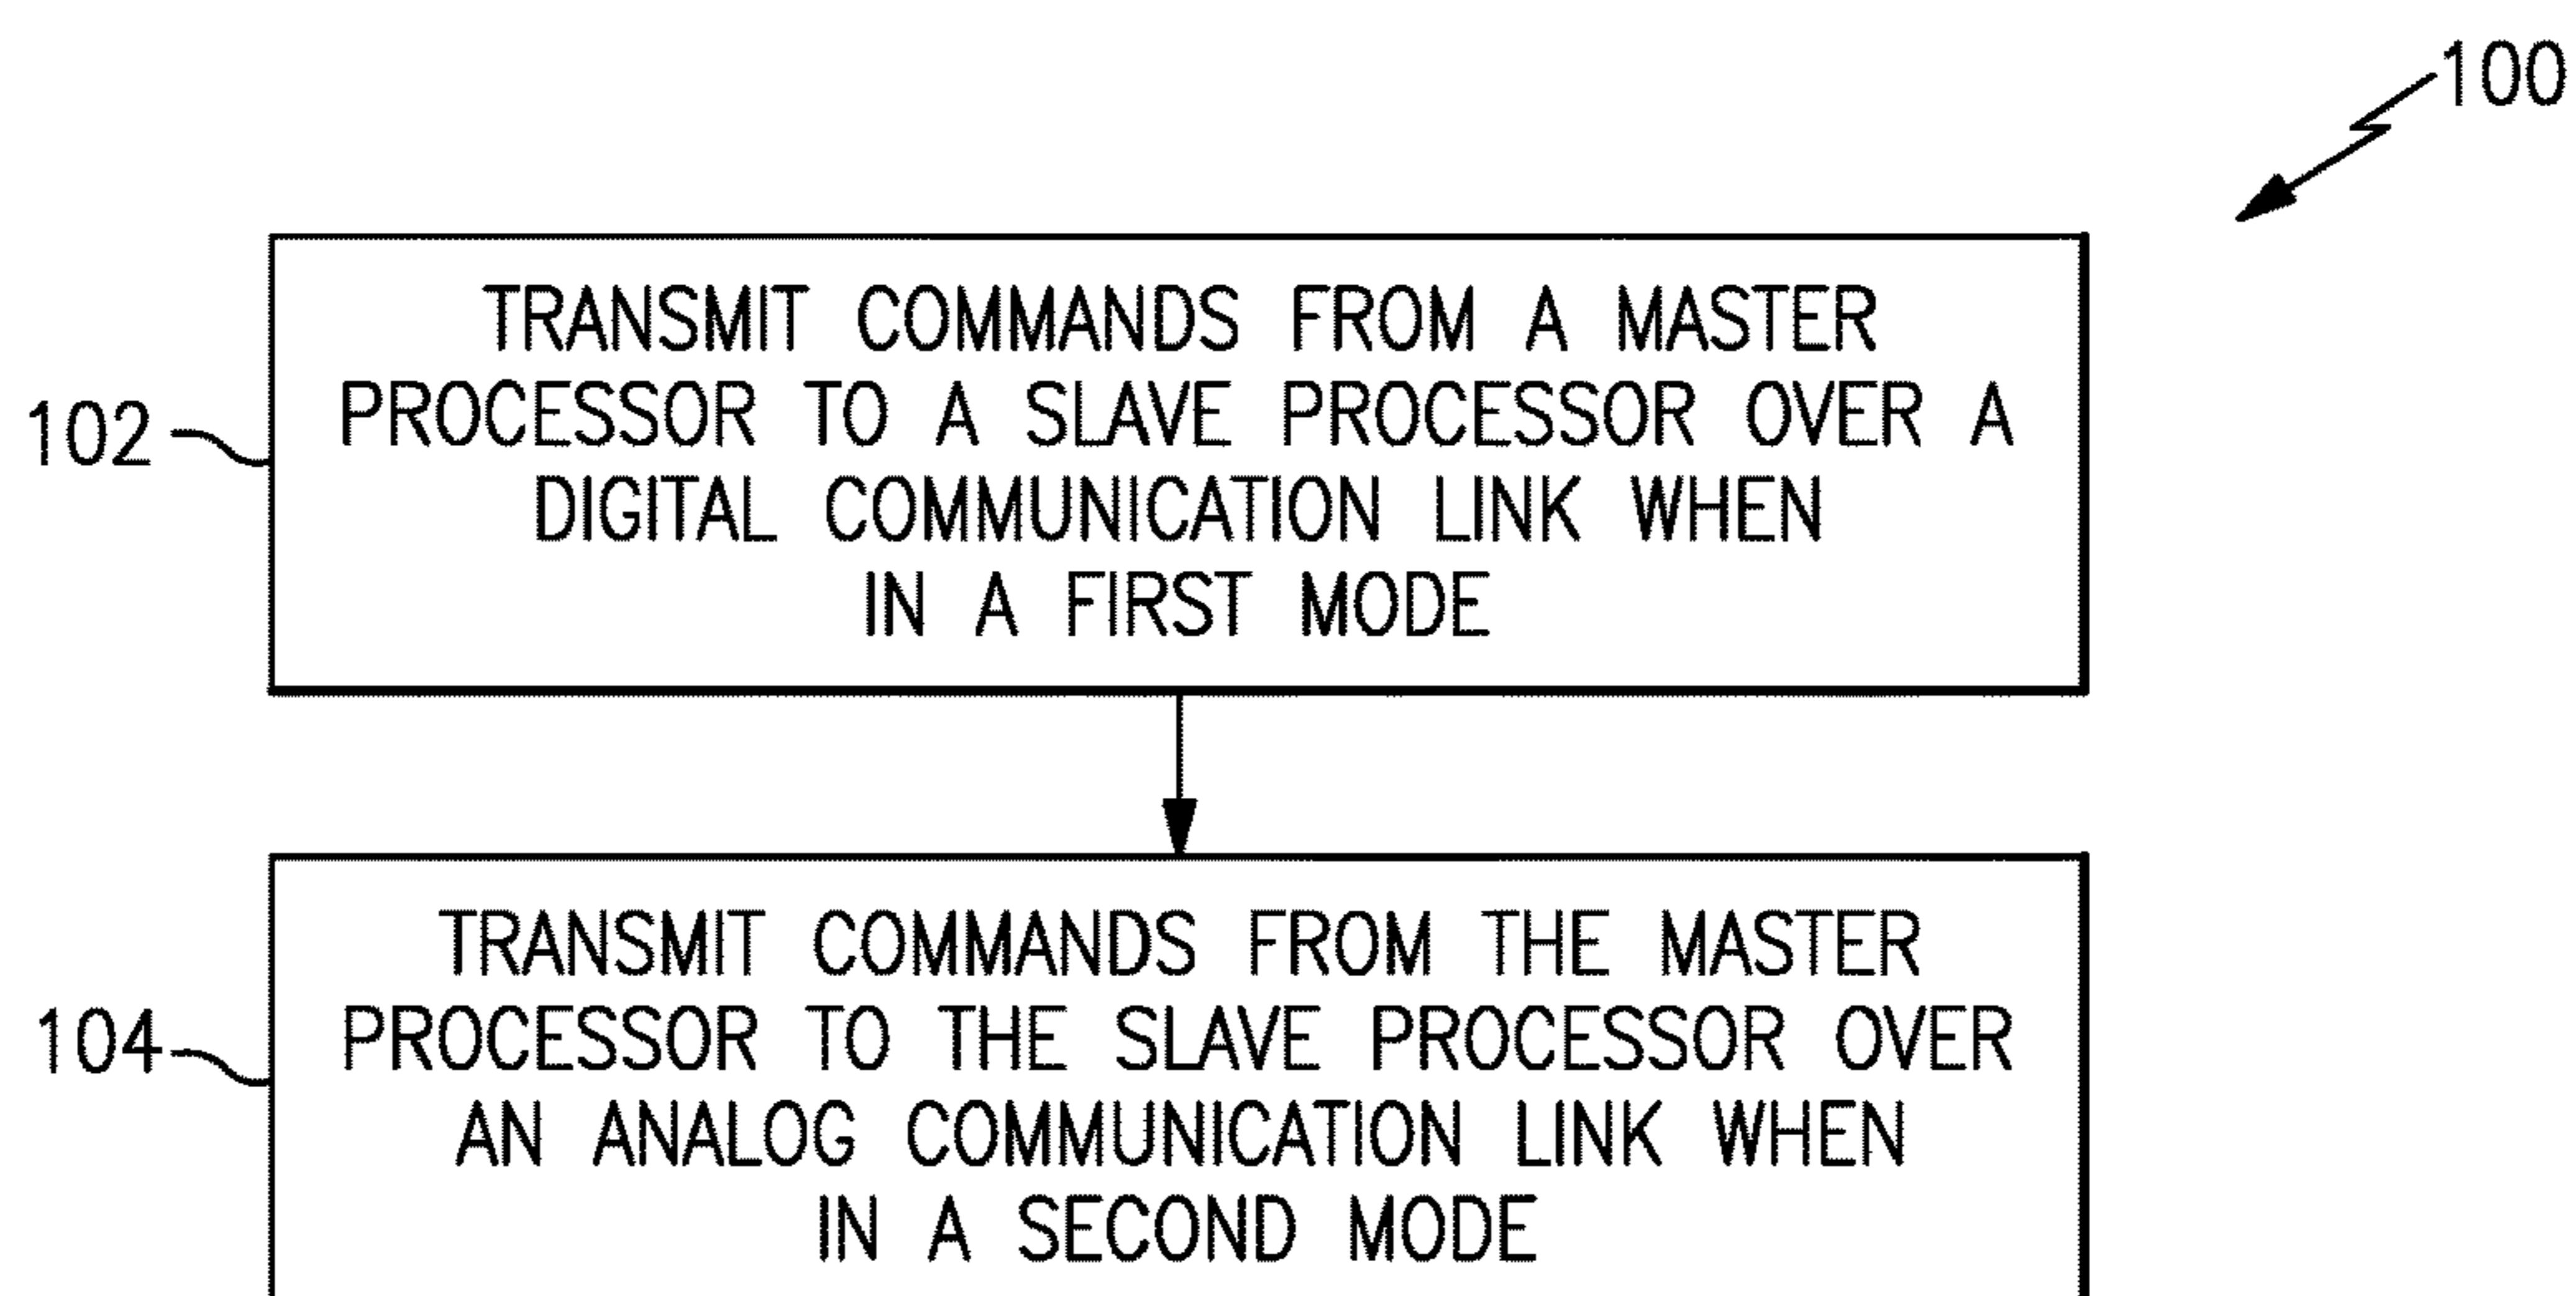 100
TRANSMIT COMMANDS FROM A MASTER
PROCESSOR TO A SLAVE PROCESSOR OVER A
102
DIGITAL COMMUNICATION LINK WHEN
IN A FIRST MODE
TRANSMIT COMMANDS FROM THE MASTER
PROCESSOR TO THE SLAVE PROCESSOR OVER
104
AN ANALOG COMMUNICATION LINK WHEN
IN A SECOND MODE